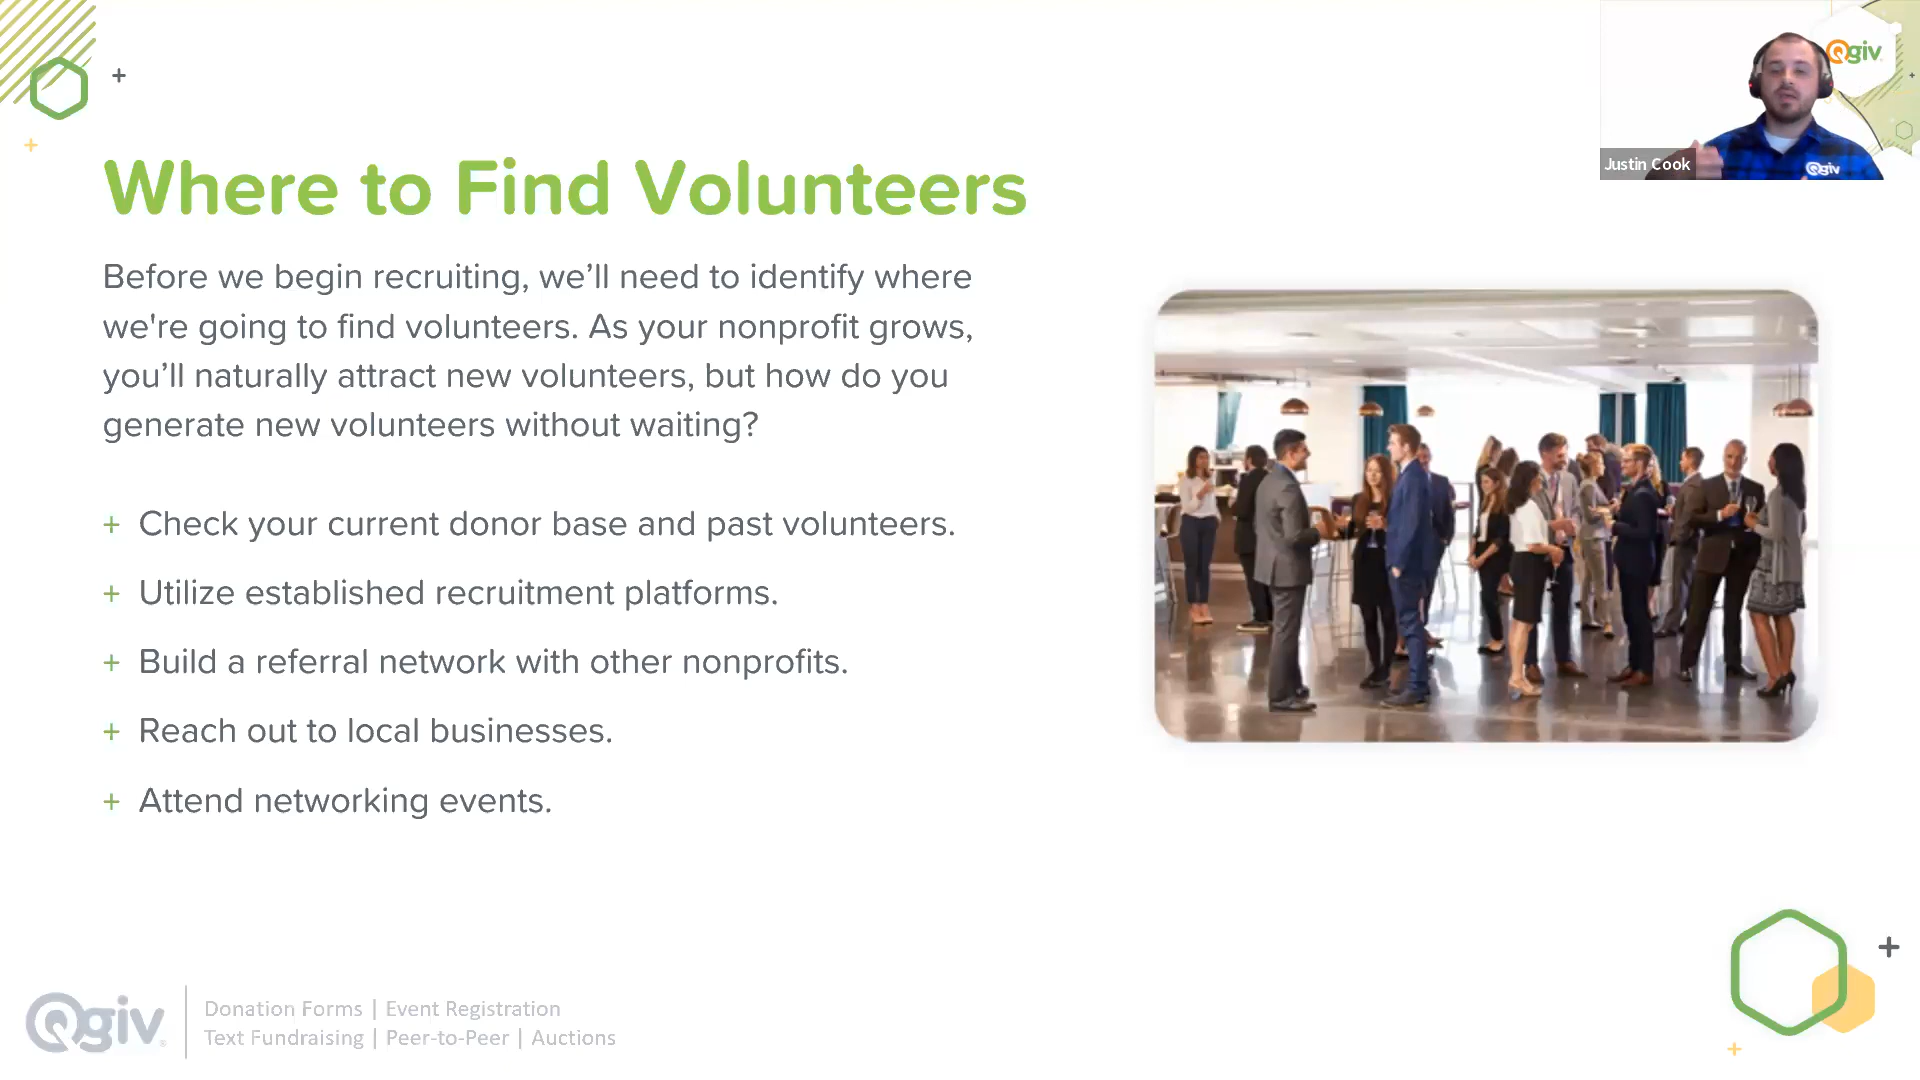 Qgiv
Justin Cook
Qgiv
Where to Find Volunteers
Before we begin recruiting, we’ll need to identify where
we're going to find volunteers. As your nonprofit grows,
you’ll naturally attract new volunteers, but how do you
generate new volunteers without waiting?
+ Check your current donor base and past volunteers.
+ Utilize established recruitment platforms.
+ Build a referral network with other nonprofits.
+ Reach out to local businesses.
+ Attend networking events.
Qgiv
Donation Forms | Event Registration
Text Fundraising | Peer-to-Peer | Auctions